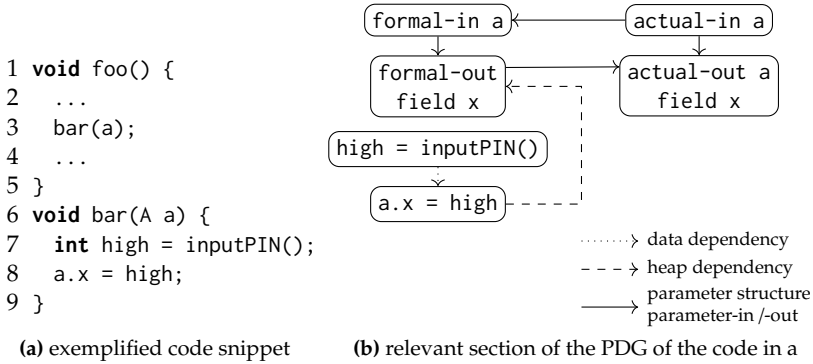 1 void foo() {
2   ...
3   bar(a);
4   ...
5 }
6 void bar(A a) {
7   int high = inputPIN();
8   a.x = high;
9 }
(a) exemplified code snippet
formal-in a
actual-in a
formal-out
field x
actual-out a
field x
high = inputPIN()
a.x = high
data dependency
heap dependency
parameter structure
parameter-in /-out
(b) relevant section of the PDG of the code in a